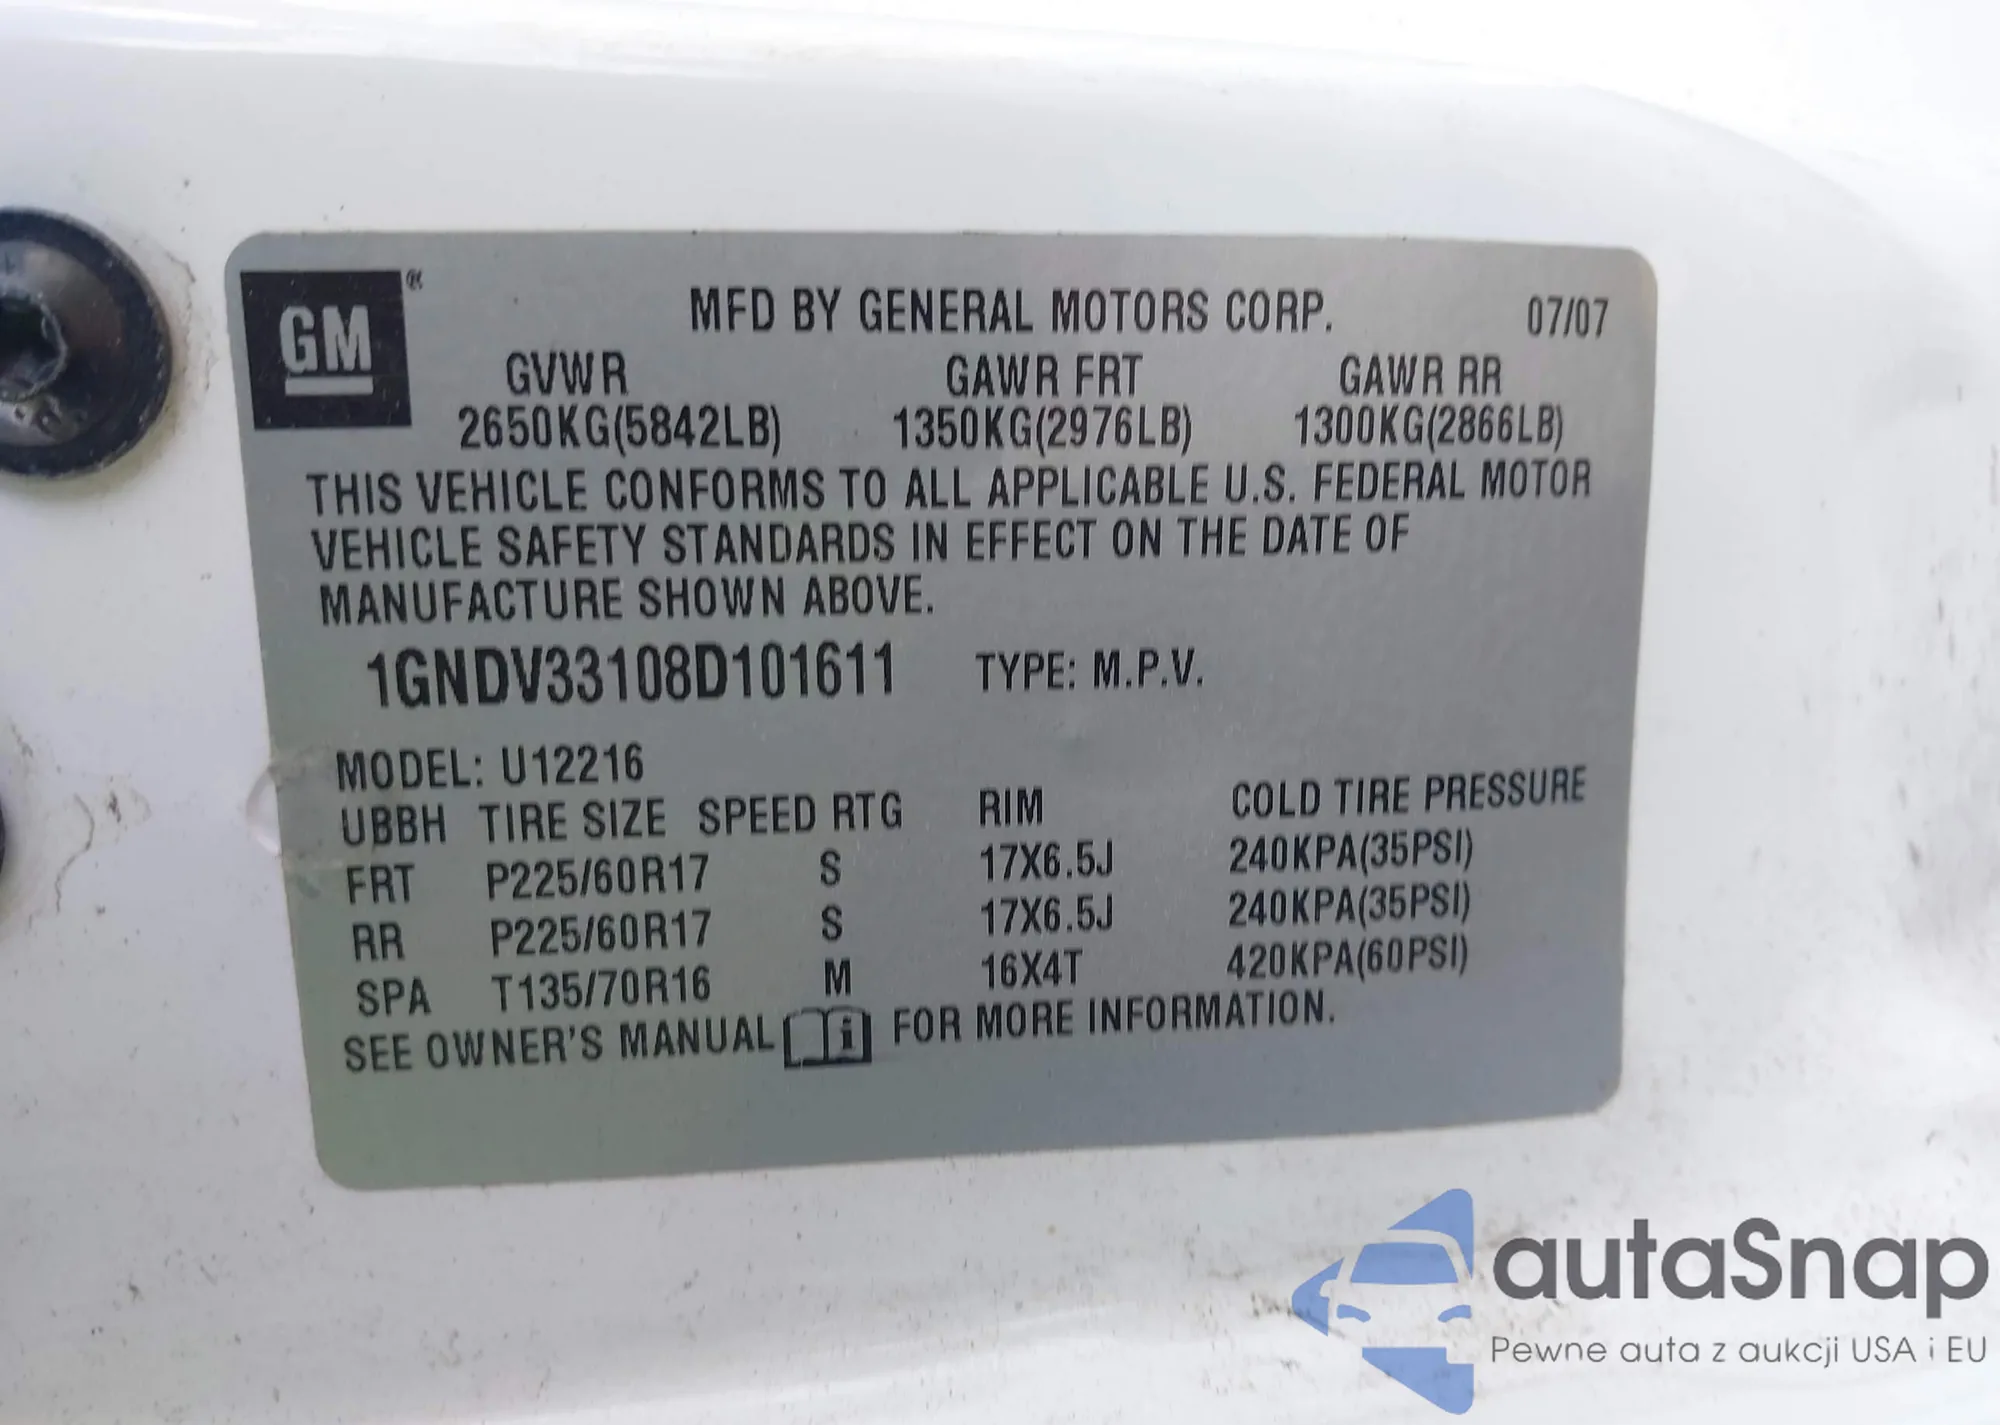 GM®
MFD BY GENERAL MOTORS CORP. 07/07
GVWR GAWR FRT GAWR RR
2650KG(5842LB) 1350KG(2976LB) 1300KG(2866LB)
THIS VEHICLE CONFORMS TO ALL APPLICABLE U.S. FEDERAL MOTOR
VEHICLE SAFETY STANDARDS IN EFFECT ON THE DATE OF
MANUFACTURE SHOWN ABOVE.
1GNDV33108D101611 TYPE: M.P.V.
MODEL: U12216
UBBH TIRE SIZE SPEED RTG RIM COLD TIRE PRESSURE
FRT P225/60R17 S 17X6.5J 240KPA(35PSI)
RR P225/60R17 S 17X6.5J 240KPA(35PSI)
SPA T135/70R16 M 16X4T 420KPA(60PSI)
SEE OWNER'S MANUAL i FOR MORE INFORMATION.
autaSnap
Pewne auta z aukcji USA i EU